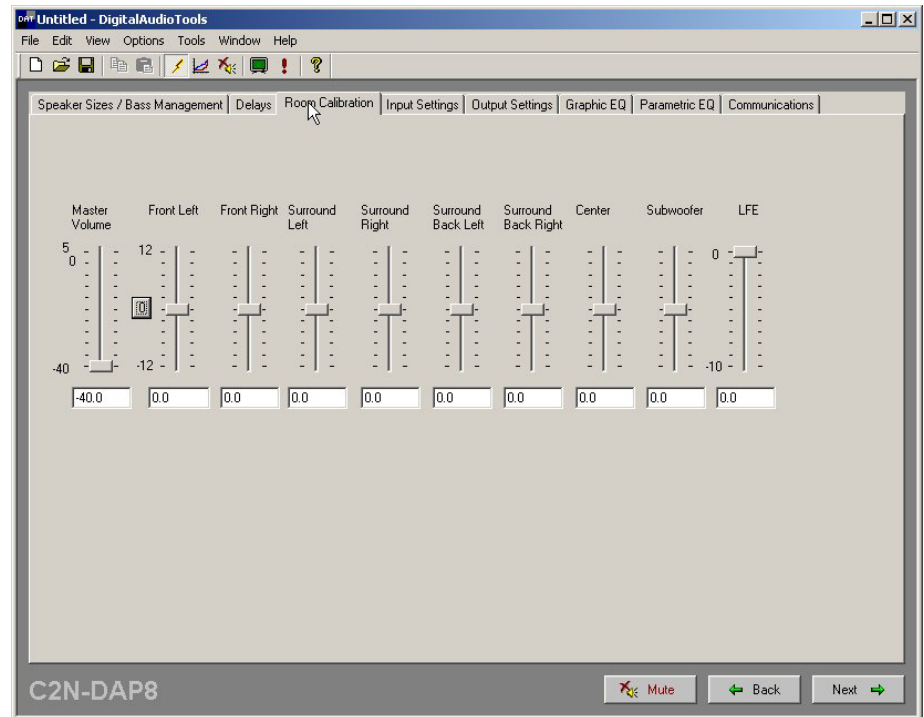 DAT Untitled - DigitalAudioTools
File Edit View Options Tools Window Help
Speaker Sizes / Bass Management Delays Room Calibration Input Settings Output Settings Graphic EQ Parametric EQ Communications
Master Front Left Front Right Surround Surround Surround Surround Center Subwoofer LFE
Volume Left Right Back Left Back Right
5 12
0 0
0
-40 -12 -10
-40.0 0.0 0.0 0.0 0.0 0.0 0.0 0.0 0.0 0.0
C2N-DAP8 Mute Back Next